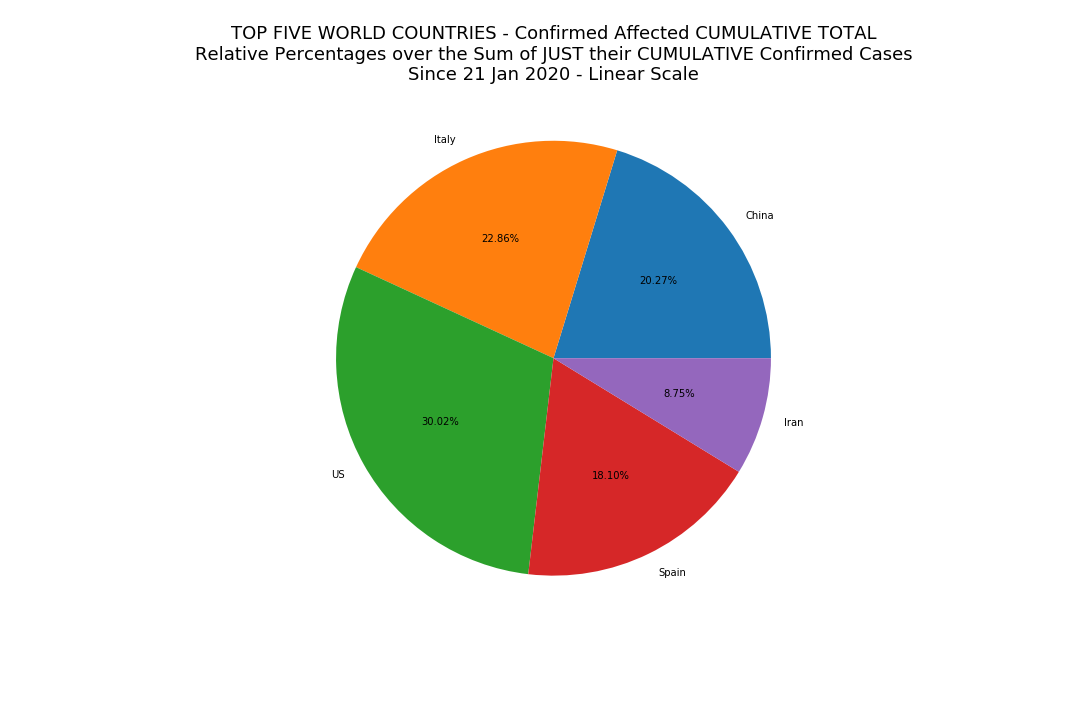 TOP FIVE WORLD COUNTRIES - Confirmed Affected CUMULATIVE TOTAL
Relative Percentages over the Sum of JUST their CUMULATIVE Confirmed Cases
Since 21 Jan 2020 - Linear Scale
Italy
China
22.86%
20.27%
8.75%
30.02%
Iran
US
18.10%
Spain